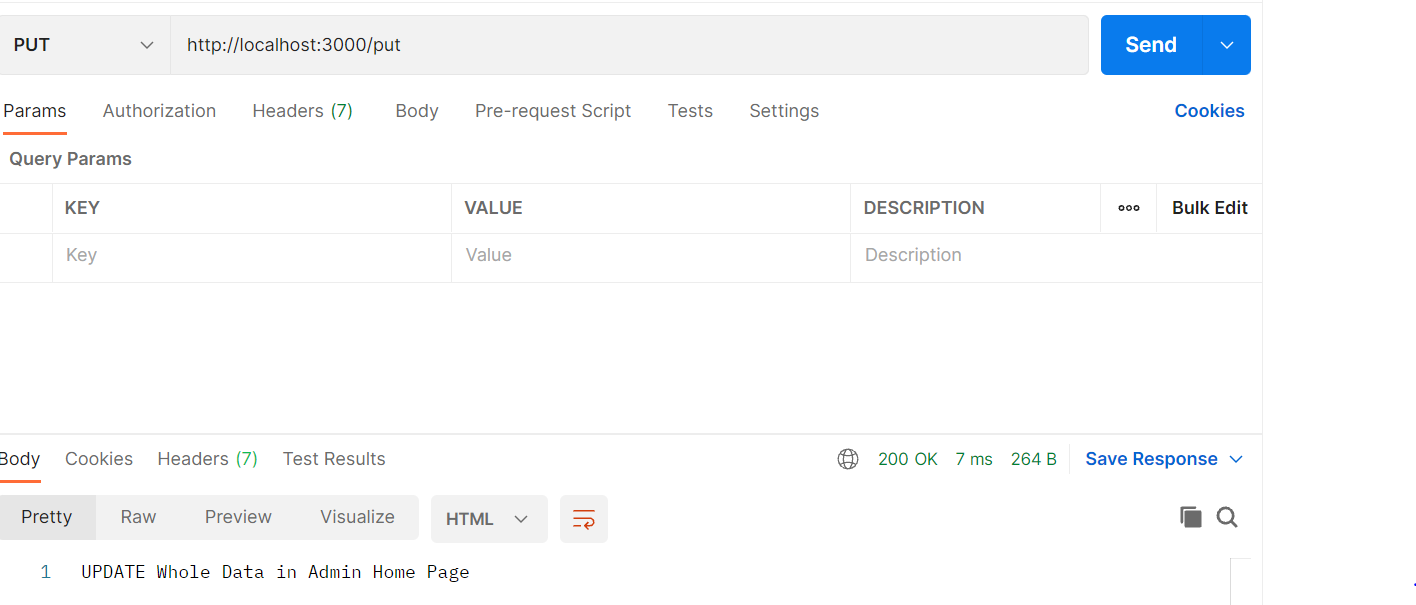 PUT http://localhost:3000/put Send
Params Authorization Headers (7) Body Pre-request Script Tests Settings Cookies
Query Params
KEY VALUE DESCRIPTION Bulk Edit
Key Value Description
Body Cookies Headers (7) Test Results 200 OK 7 ms 264 B Save Response
Pretty Raw Preview Visualize HTML
1 UPDATE Whole Data in Admin Home Page